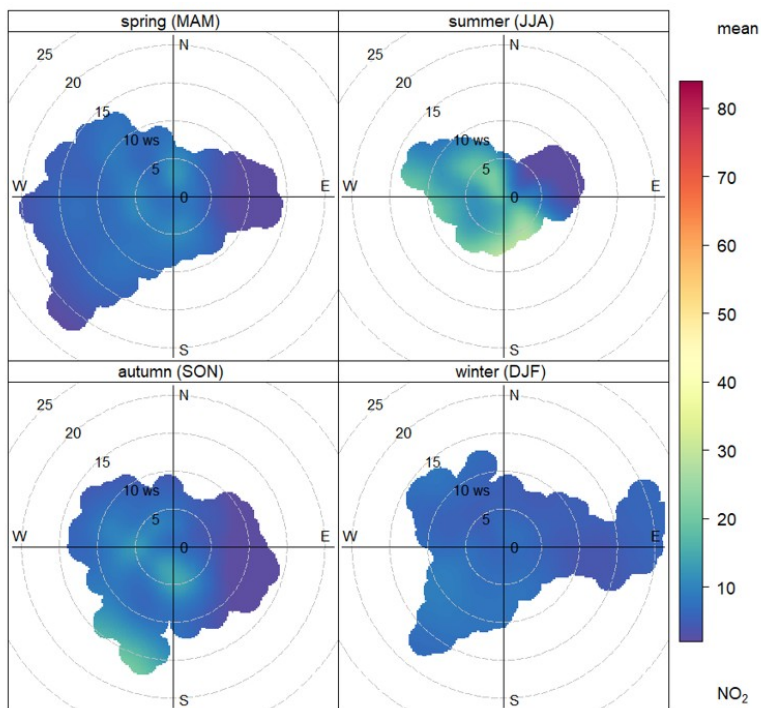 spring (MAM)
25
20
15
10 ws
5
0
N
W
E
S
summer (JJA)
25
20
15
10 ws
5
0
N
W
E
S
autumn (SON)
25
20
15
10 ws
5
0
N
W
E
S
winter (DJF)
25
20
15
10 ws
5
0
N
W
E
S
mean
80
70
60
50
40
30
20
10
NO₂